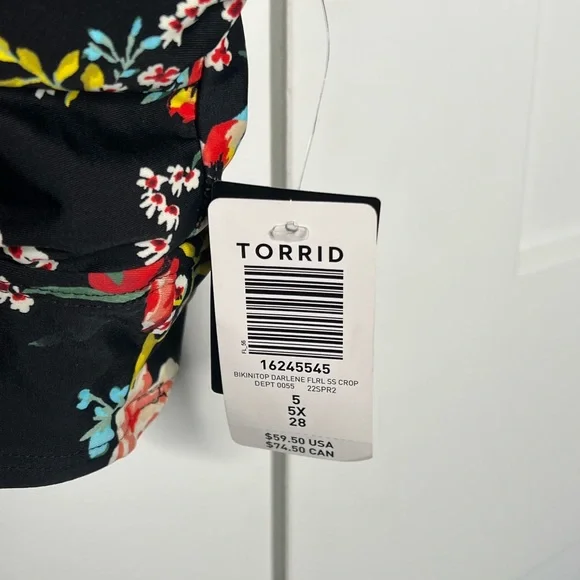 TORRID
FL_55
16245545
BIKINITOP DARLENE FLRL SS CROP
DEPT 0055 22SPR2
5
5X
28
$59.50 USA
$74.50 CAN